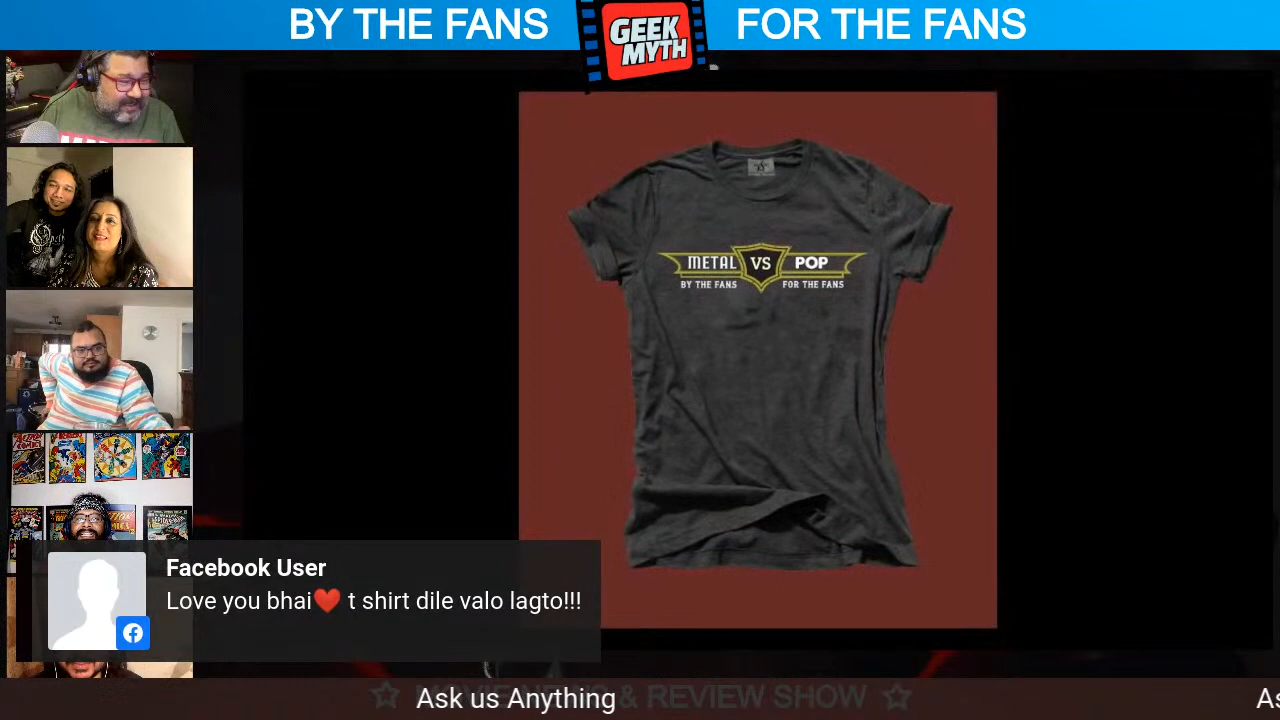 BY THE FANS
GEEK
MYTH
FOR THE FANS
METAL VS POP
BY THE FANS FOR THE FANS
Facebook User
Love you bhai❤️ t shirt dile valo lagto!!!
& REVIEW SHOW
Ask us Anything
As